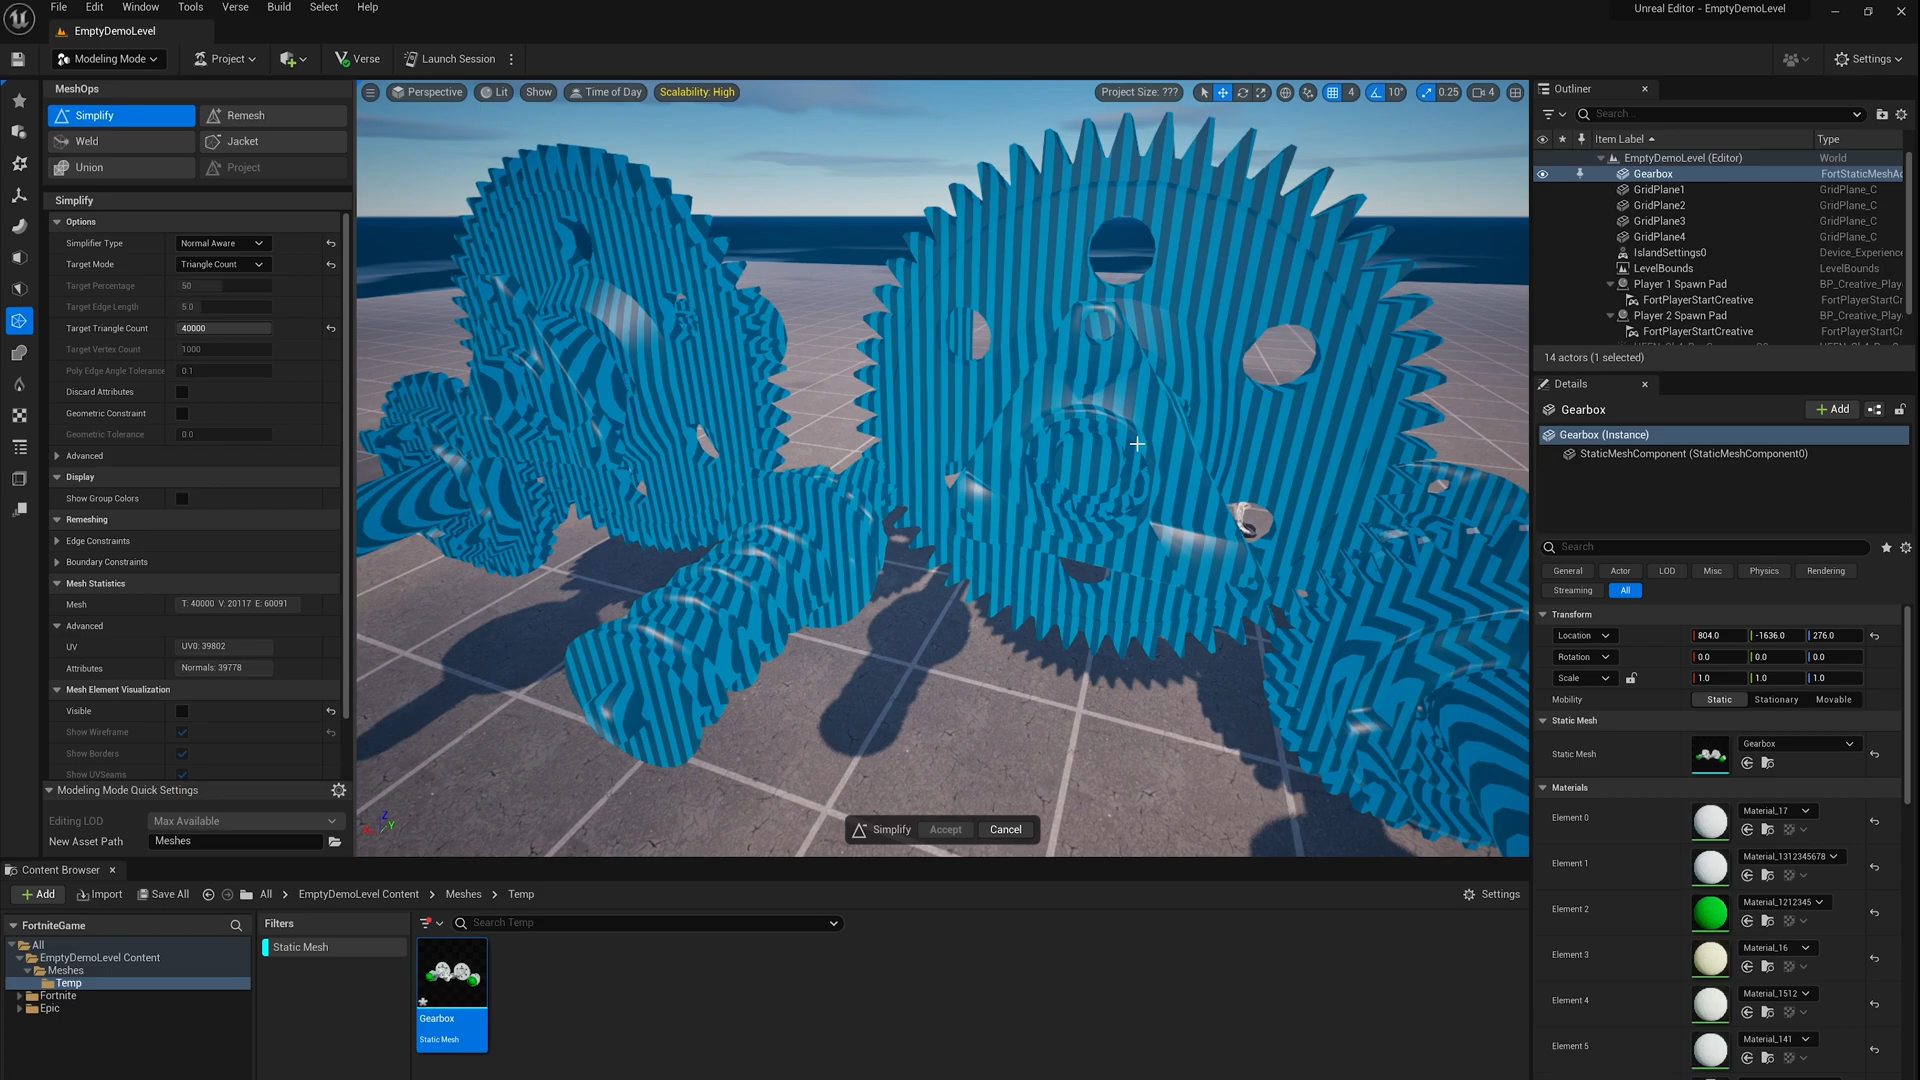 File Edit Window Tools Verse Build Select Help
Unreal Editor - EmptyDemoLevel
EmptyDemoLevel
Modeling Mode Project Verse Launch Session
Settings
MeshOps
Simplify Remesh
Weld Jacket
Union Project
Simplify
Options
Simplifier Type Normal Aware
Target Mode Triangle Count
Target Percentage 50
Target Edge Length 5.0
Target Triangle Count 40000
Target Vertex Count 1000
Poly Edge Angle Tolerance 0.1
Discard Attributes
Geometric Constraint
Geometric Tolerance 0.0
Advanced
Display
Show Group Colors
Remeshing
Edge Constraints
Boundary Constraints
Mesh Statistics
Mesh T: 40000 V: 20117 E: 60091
Advanced
UV UV0: 39802
Attributes Normals: 39778
Mesh Element Visualization
Visible
Show Wireframe
Show Borders
Show UVSeams
Modeling Mode Quick Settings
Editing LOD Max Available
New Asset Path Meshes
Perspective Lit Show Time of Day Scalability: High
Project Size: ??? 4 10° 0.25 4
Simplify Accept Cancel
Outliner
Search...
Item Label Type
EmptyDemoLevel (Editor) World
Gearbox FortStaticMeshAc
GridPlane1 GridPlane_C
GridPlane2 GridPlane_C
GridPlane3 GridPlane_C
GridPlane4 GridPlane_C
IslandSettings0 Device_Experience
LevelBounds LevelBounds
Player 1 Spawn Pad BP_Creative_Play
FortPlayerStartCreative FortPlayerStartCr
Player 2 Spawn Pad BP_Creative_Play
FortPlayerStartCreative FortPlayerStartCr
14 actors (1 selected)
Details
Gearbox
Add
Gearbox (Instance)
StaticMeshComponent (StaticMeshComponent0)
Search
General Actor LOD Misc Physics Rendering
Streaming All
Transform
Location 804.0 -1636.0 276.0
Rotation 0.0 0.0 0.0
Scale 1.0 1.0 1.0
Mobility Static Stationary Movable
Static Mesh
Static Mesh Gearbox
Materials
Element 0 Material_17
Element 1 Material_1312345678
Element 2 Material_1212345
Element 3 Material_16
Element 4 Material_1512
Element 5 Material_141
Content Browser
Add Import Save All All EmptyDemoLevel Content Meshes Temp
Settings
FortniteGame
All
EmptyDemoLevel Content
Meshes
Temp
Fortnite
Epic
Filters
Static Mesh
Search Temp
Gearbox
Static Mesh
Z
Y
X